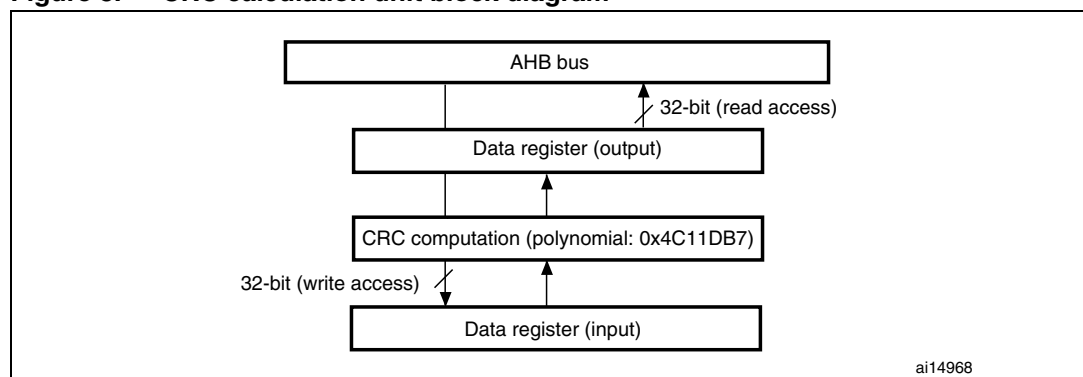 AHB bus
32-bit (read access)
Data register (output)
CRC computation (polynomial: 0x4C11DB7)
32-bit (write access)
Data register (input)
ai14968